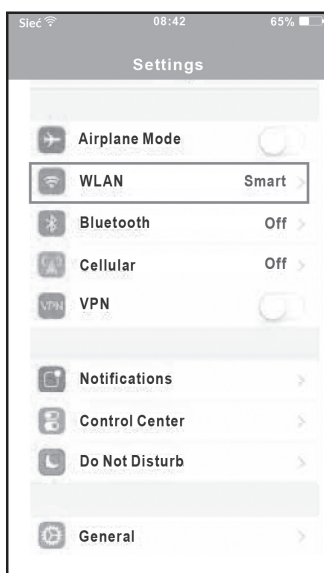 Sieć 08:42 65%
Settings
Airplane Mode
WLAN Smart
Bluetooth Off
Cellular Off
VPN VPN
Notifications
Control Center
Do Not Disturb
General